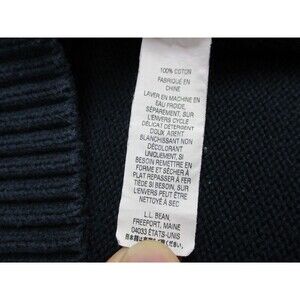 100% COTON
FABRIQUÉ EN
CHINE
LAVER EN MACHINE EN
EAU FROIDE,
SÉPARÉMENT, SUR
L'ENVERS CYCLE
DÉLICAT DÉTERGENT
DOUX AGENT
BLANCHISSANT NON
DÉCOLORANT
UNIQUEMENT, SI
BESOIN REMETTRE EN
FORME ET SÉCHER À
PLAT REPASSER À FER
TIÈDE SI BESOIN, SUR
L'ENVERS PEUT ÊTRE
NETTOYÉ À SEC
L.L. BEAN,
FREEPORT, MAINE
04033 ÉTATS-UNIS